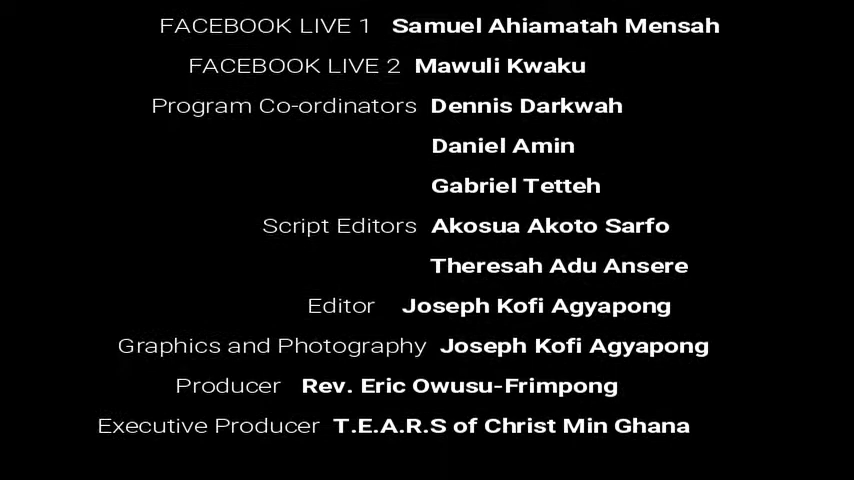 FACEBOOK LIVE 1 Samuel Ahiamatah Mensah
FACEBOOK LIVE 2 Mawuli Kwaku
Program Co-ordinators Dennis Darkwah
Daniel Amin
Gabriel Tetteh
Script Editors Akosua Akoto Sarfo
Theresah Adu Ansere
Editor Joseph Kofi Agyapong
Graphics and Photography Joseph Kofi Agyapong
Producer Rev. Eric Owusu-Frimpong
Executive Producer T.E.A.R.S of Christ Min Ghana